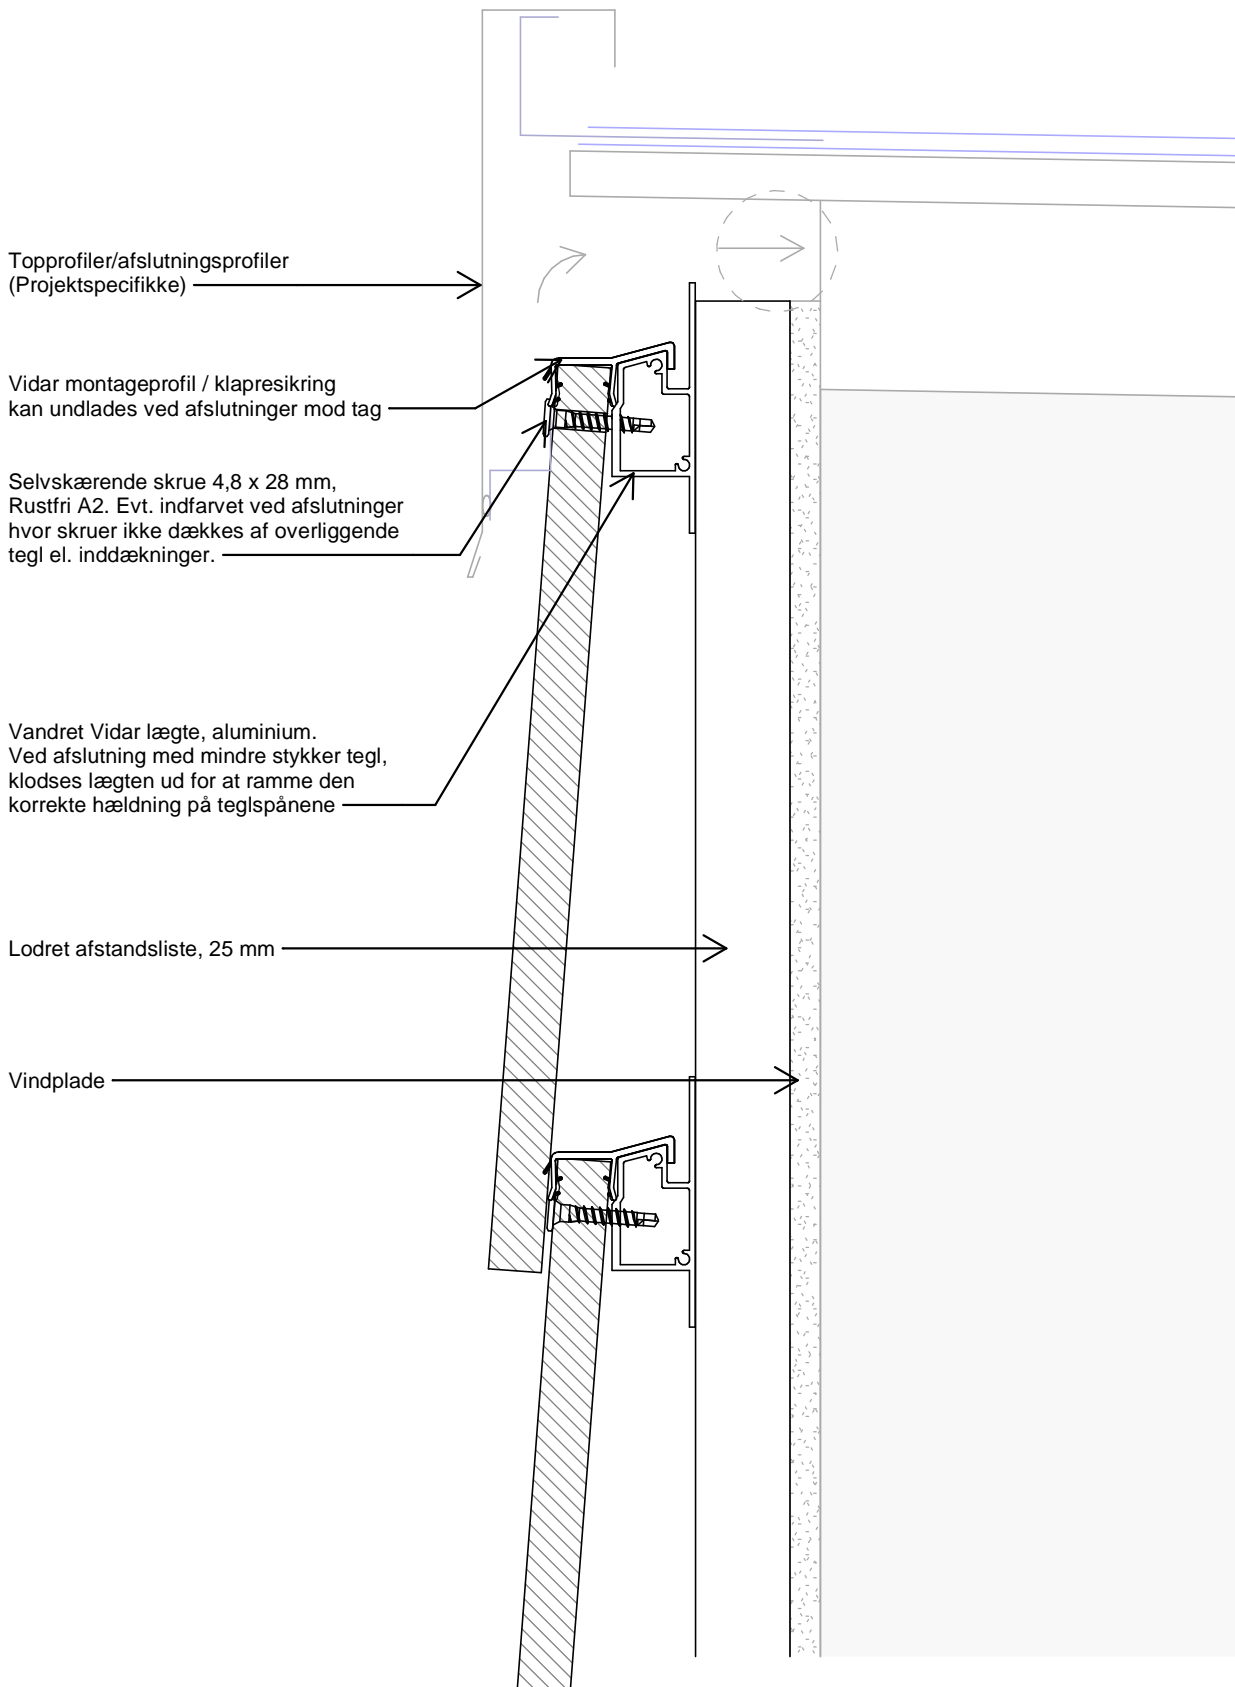 Topprofiler/afslutningsprofiler
(Projektspecifikke)
Vidar montageprofil / klapresikring
kan undlades ved afslutninger mod tag
Selvskærende skrue 4,8 x 28 mm,
Rustfri A2. Evt. indfarvet ved afslutninger
hvor skruer ikke dækkes af overliggende
tegl el. inddækninger.
Vandret Vidar lægte, aluminium.
Ved afslutning med mindre stykker tegl,
klodses lægten ud for at ramme den
korrekte hældning på teglspånene
Lodret afstandsliste, 25 mm
Vindplade